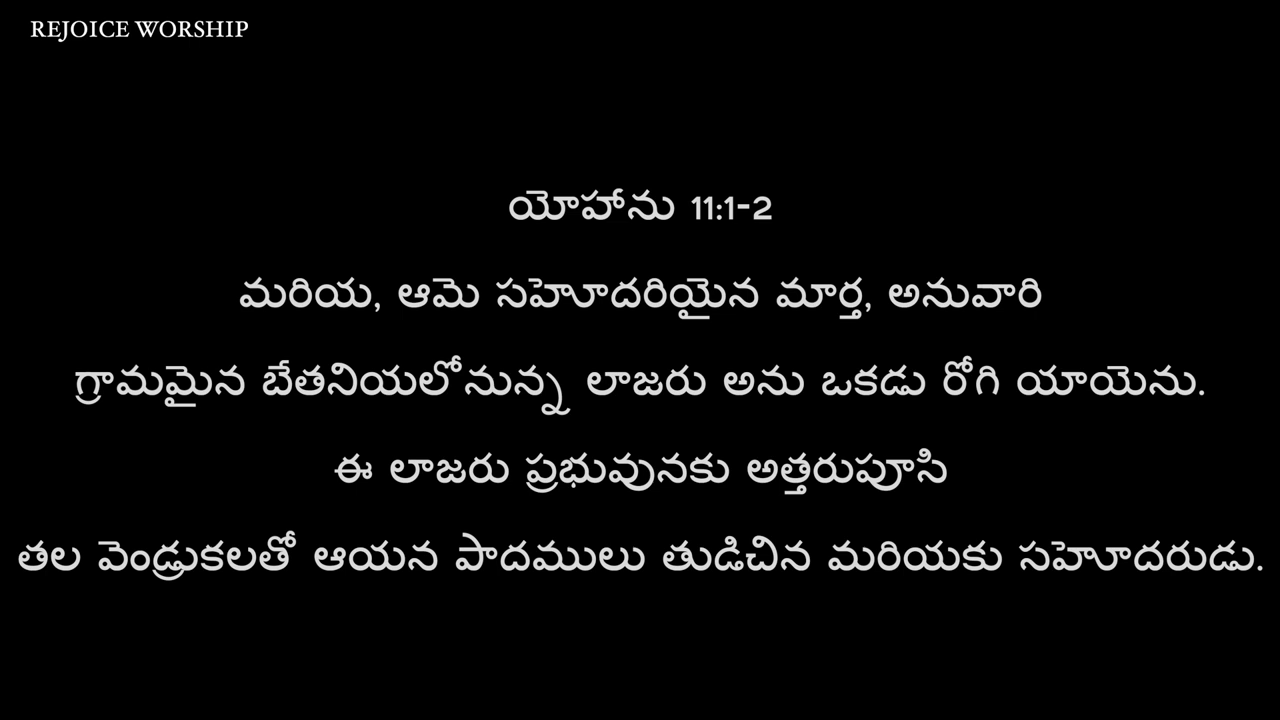 REJOICE WORSHIP
యోహాను 11:1-2
మరియ, ఆమె సహోదరియైన మార్త, అనువారి
గ్రామమైన బేతనియలోనున్న లాజరు అను ఒకడు రోగి యాయెను.
ఈ లాజరు ప్రభువునకు అత్తరుపూసి
తల వెండ్రుకలతో ఆయన పాదములు తుడిచిన మరియకు సహోదరుడు.